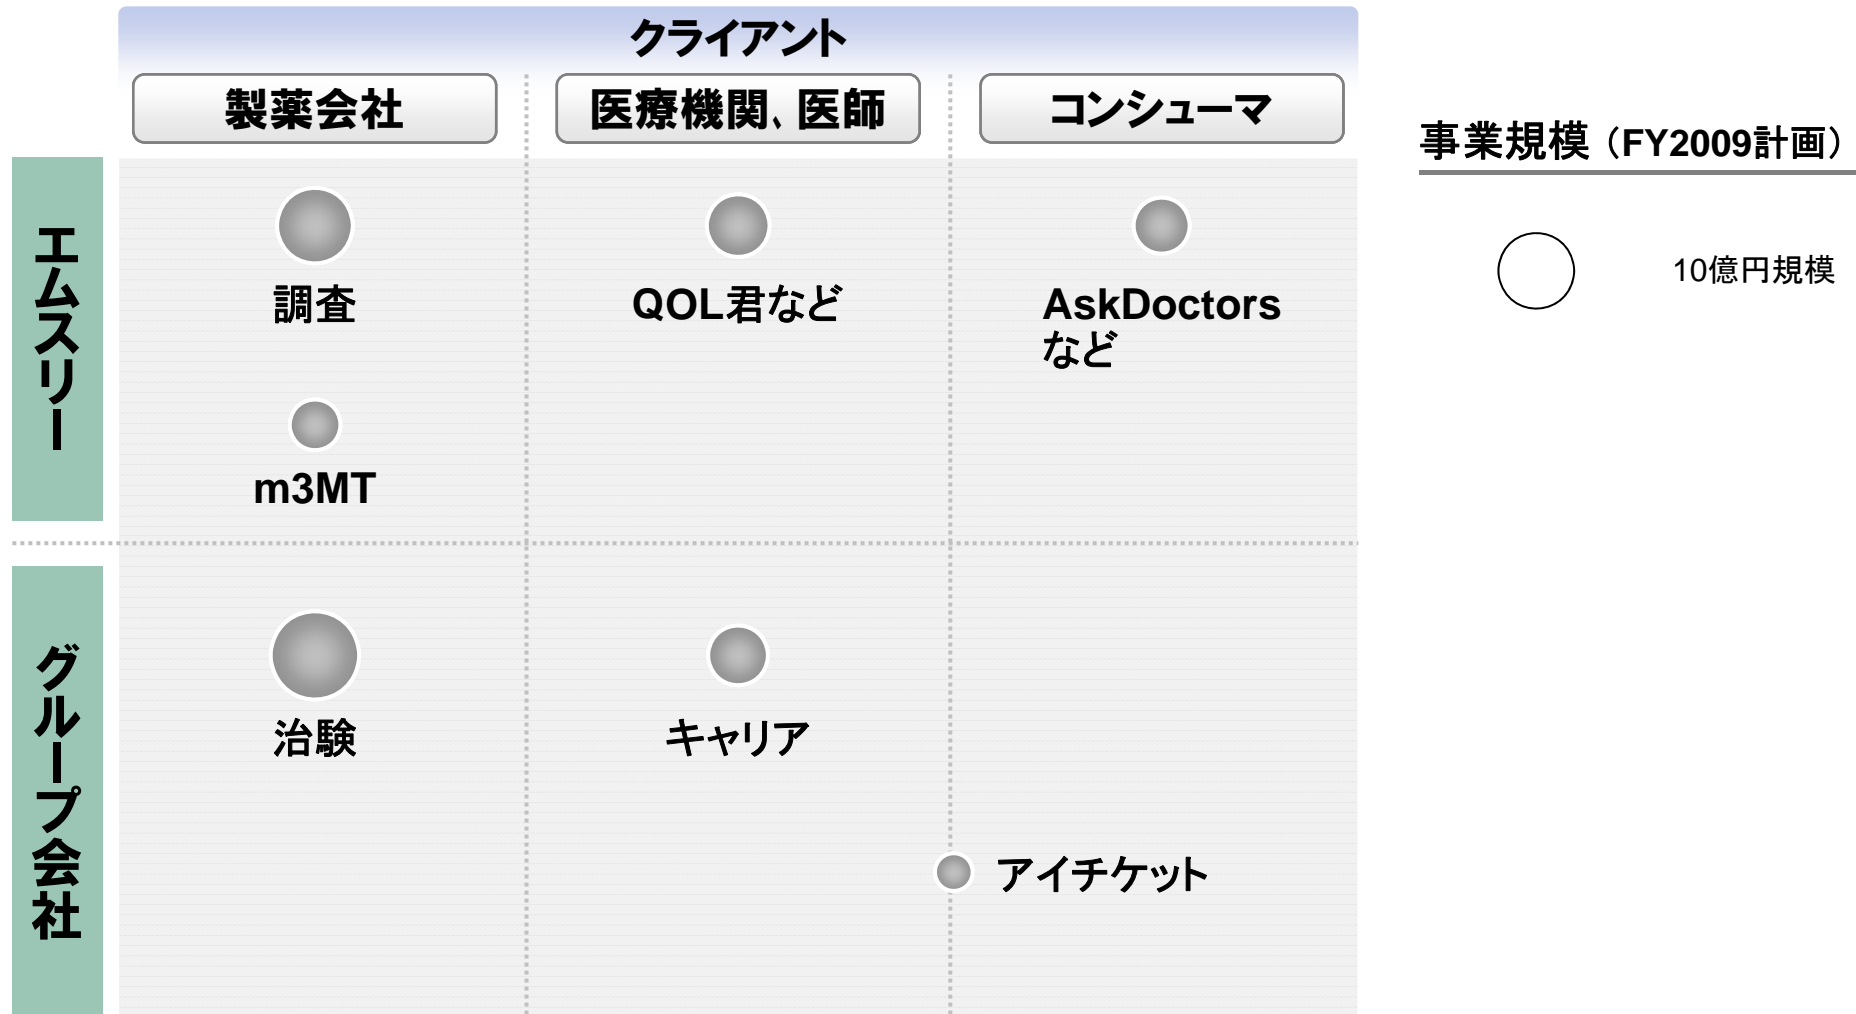 クライアント
製薬会社
医療機関、医師
コンシューマ
事業規模（FY2009計画）
10億円規模
エムスリー
調査
QOL君など
AskDoctors
など
m3MT
グループ会社
治験
キャリア
アイチケット